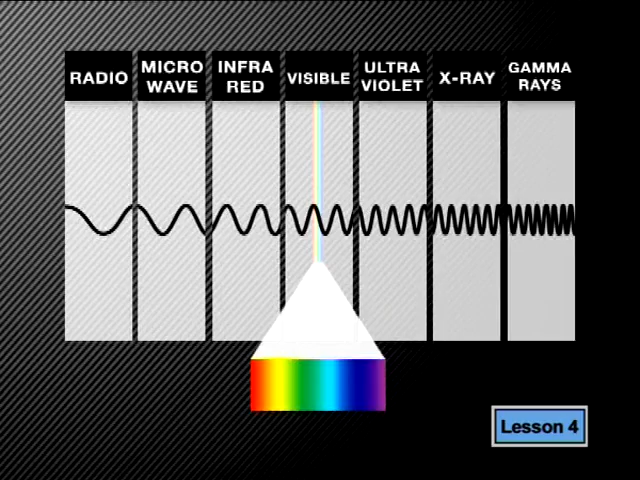 RADIO
MICRO
WAVE
INFRA
RED
VISIBLE
ULTRA
VIOLET
X-RAY
GAMMA
RAYS
Lesson 4